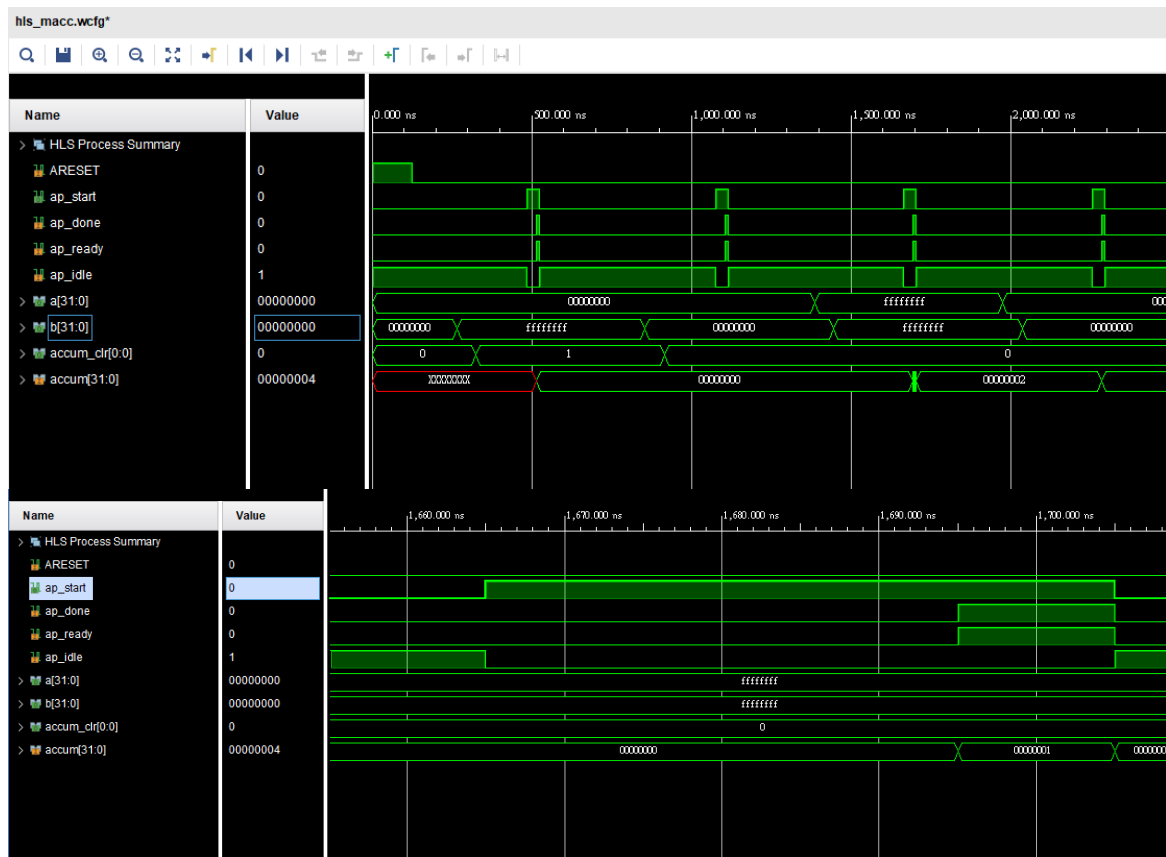 hls_macc.wcfg*
Name Value 0.000 ns 500.000 ns 1,000.000 ns 1,500.000 ns 2,000.000 ns
HLS Process Summary
ARESET 0
ap_start 0
ap_done 0
ap_ready 0
ap_idle 1
a[31:0] 00000000 00000000 ffffffff 00
b[31:0] 00000000 00000000 ffffffff 00000000 ffffffff 00000000
accum_clr[0:0] 0 0 1 0
accum[31:0] 00000004 XXXXXXXX 00000000 00000002
Name Value 1,660.000 ns 1,670.000 ns 1,680.000 ns 1,690.000 ns 1,700.000 ns
HLS Process Summary
ARESET 0
ap_start 0
ap_done 0
ap_ready 0
ap_idle 1
a[31:0] 00000000 ffffffff
b[31:0] 00000000 ffffffff
accum_clr[0:0] 0 0
accum[31:0] 00000004 00000000 00000001 0000000